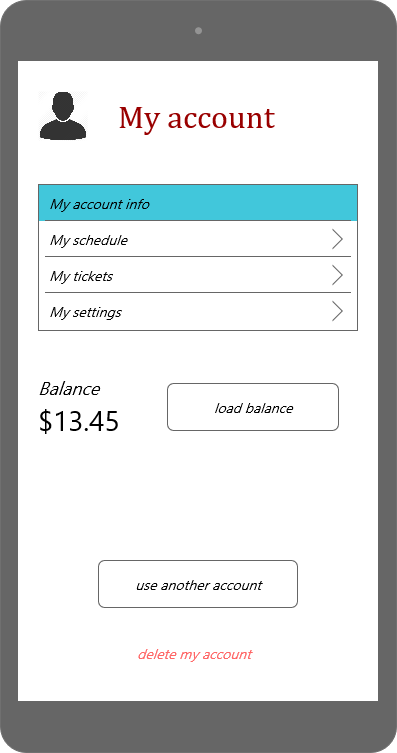 My account
My account info
My schedule
My tickets
My settings
Balance
$13.45
load balance
use another account
delete my account